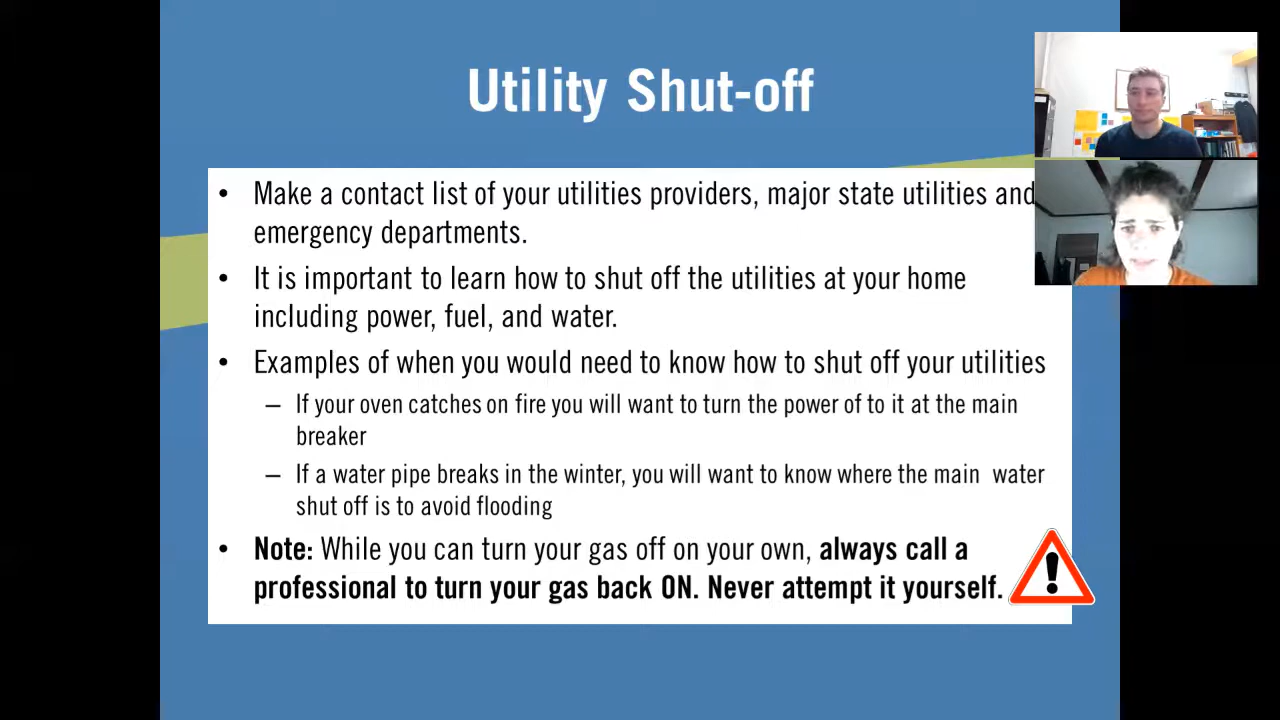 Utility Shut-off
• Make a contact list of your utilities providers, major state utilities and
emergency departments.
• It is important to learn how to shut off the utilities at your home
including power, fuel, and water.
• Examples of when you would need to know how to shut off your utilities
– If your oven catches on fire you will want to turn the power of to it at the main
breaker
– If a water pipe breaks in the winter, you will want to know where the main water
shut off is to avoid flooding
• Note: While you can turn your gas off on your own, always call a
professional to turn your gas back ON. Never attempt it yourself.